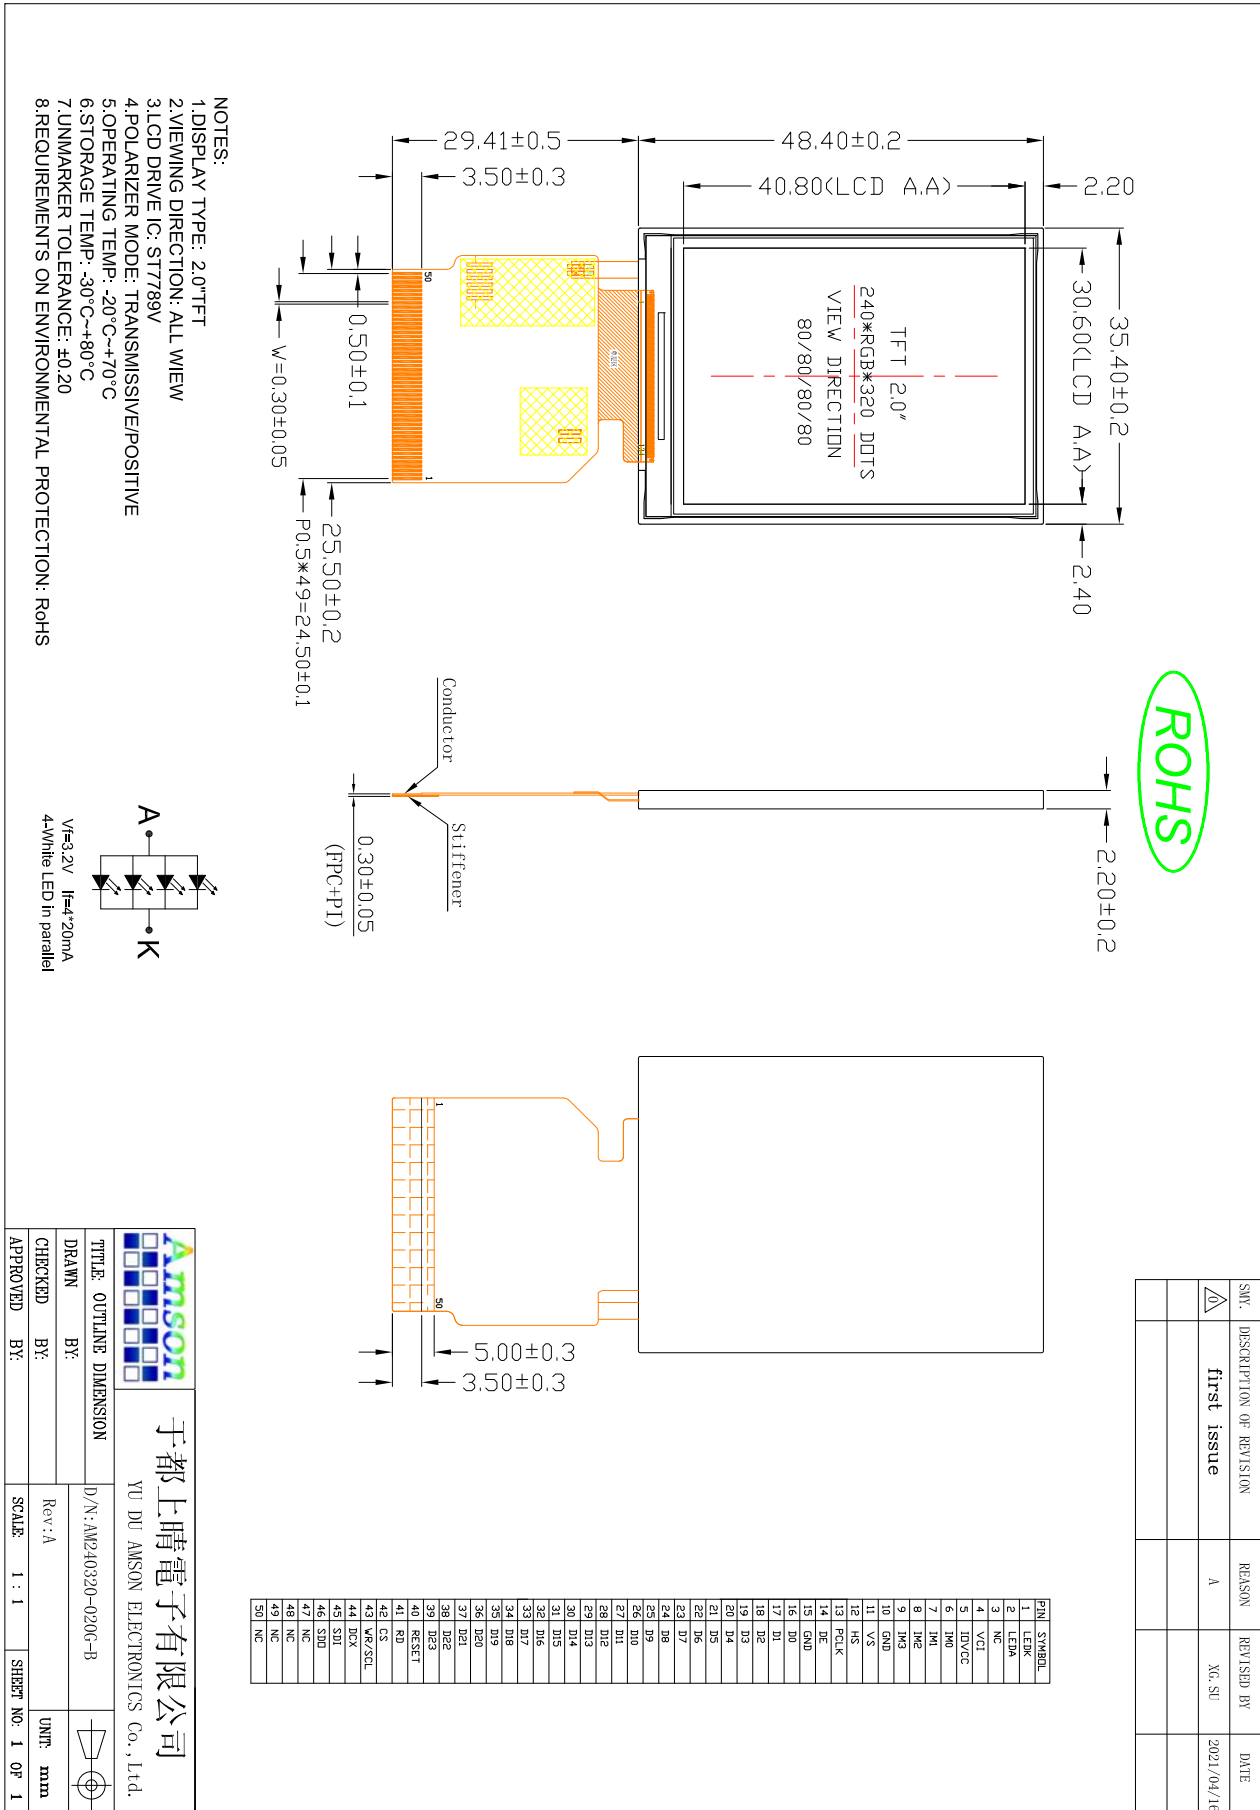 SMY. DESCRIPTION OF REVISION REASON REVISED BY DATE
0 first issue A XG.SU 2021/04/16
ROHS
35.40±0.2
30.60(LCD A.A)
2.40
2.20
48.40±0.2
40.80(LCD A.A)
29.41±0.5
3.50±0.3
TFT 2.0"
240*RGB*320 DOTS
VIEW DIRECTION
80/80/80/80
50
1
0.50±0.1
W=0.30±0.05
25.50±0.2
P0.5*49=24.50±0.1
2.20±0.2
Conductor
Stiffener
0.30±0.05
(FPC+PI)
1
50
5.00±0.3
3.50±0.3
PIN SYMBOL
1 LEDK
2 LEDA
3 NC
4 VCI
5 IOVCC
6 IM0
7 IM1
8 IM2
9 IM3
10 GND
11 VS
12 HS
13 PCLK
14 DE
15 GND
16 D0
17 D1
18 D2
19 D3
20 D4
21 D5
22 D6
23 D7
24 D8
25 D9
26 D10
27 D11
28 D12
29 D13
30 D14
31 D15
32 D16
33 D17
34 D18
35 D19
36 D20
37 D21
38 D22
39 D23
40 RESET
41 RD
42 CS
43 WR/SCL
44 DCX
45 SDI
46 SDO
47 NC
48 NC
49 NC
50 NC
NOTES:
1.DISPLAY TYPE: 2.0"TFT
2.VIEWING DIRECTION: ALL WIEW
3.LCD DRIVE IC: ST7789V
4.POLARIZER MODE: TRANSMISSIVE/POSITIVE
5.OPERATING TEMP: -20°C~+70°C
6.STORAGE TEMP: -30°C~+80°C
7.UNMARKER TOLERANCE: ±0.20
8.REQUIREMENTS ON ENVIRONMENTAL PROTECTION: RoHS
A K
Vf=3.2V If=4*20mA
4-White LED in parallel
Amson
于都上晴電子有限公司
YU DU AMSON ELECTRONICS Co.,Ltd.
TITLE: OUTLINE DIMENSION
D/N:AM240320-020G-B
DRAWN BY:
CHECKED BY:
Rev:A
UNIT: mm
APPROVED BY:
SCALE: 1 : 1
SHEET NO: 1 OF 1